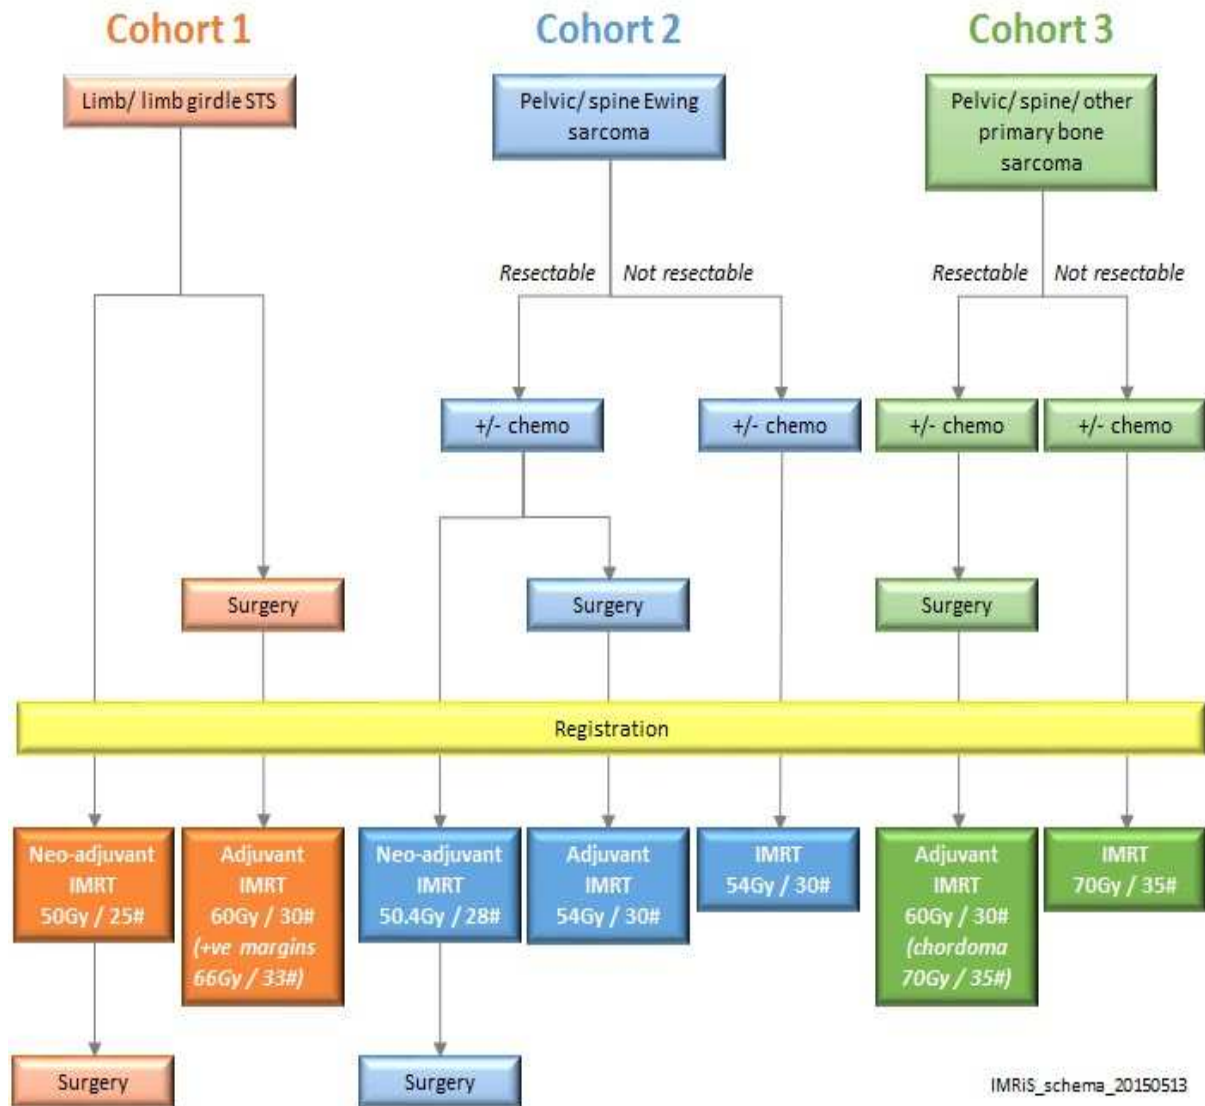 Cohort 1
Cohort 2
Cohort 3
Limb/ limb girdle STS
Pelvic/ spine Ewing
sarcoma
Pelvic/ spine/ other
primary bone
sarcoma
Resectable
Not resectable
Resectable
Not resectable
+/- chemo
+/- chemo
+/- chemo
+/- chemo
Surgery
Surgery
Surgery
Registration
Neo-adjuvant
IMRT
50Gy / 25#
Adjuvant
IMRT
60Gy / 30#
(+ve margins
66Gy / 33#)
Neo-adjuvant
IMRT
50.4Gy / 28#
Adjuvant
IMRT
54Gy / 30#
IMRT
54Gy / 30#
Adjuvant
IMRT
60Gy / 30#
(chordoma
70Gy / 35#)
IMRT
70Gy / 35#
Surgery
Surgery
IMRiS_schema_20150513